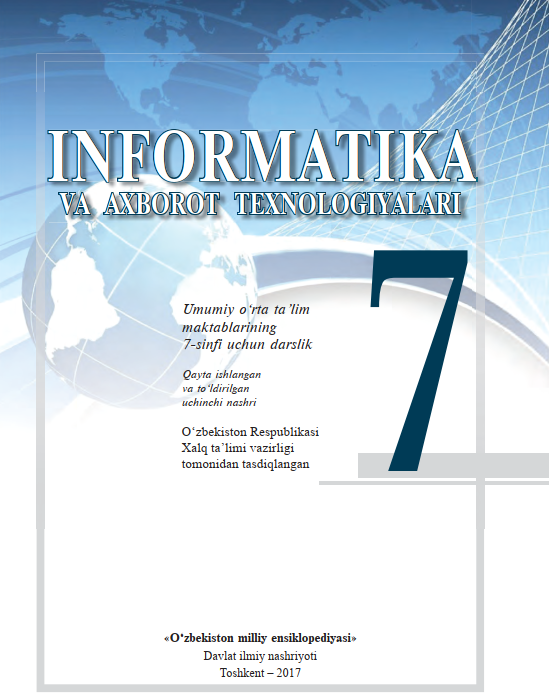 INFORMATIKA
VA AXBOROT TEXNOLOGIYALARI
7
Umumiy o‘rta ta’lim
maktablarining
7-sinfi uchun darslik
Qayta ishlangan
va to‘ldirilgan
uchinchi nashri
O‘zbekiston Respublikasi
Xalq ta’limi vazirligi
tomonidan tasdiqlangan
«O‘zbekiston milliy ensiklopediyasi»
Davlat ilmiy nashriyoti
Toshkent – 2017